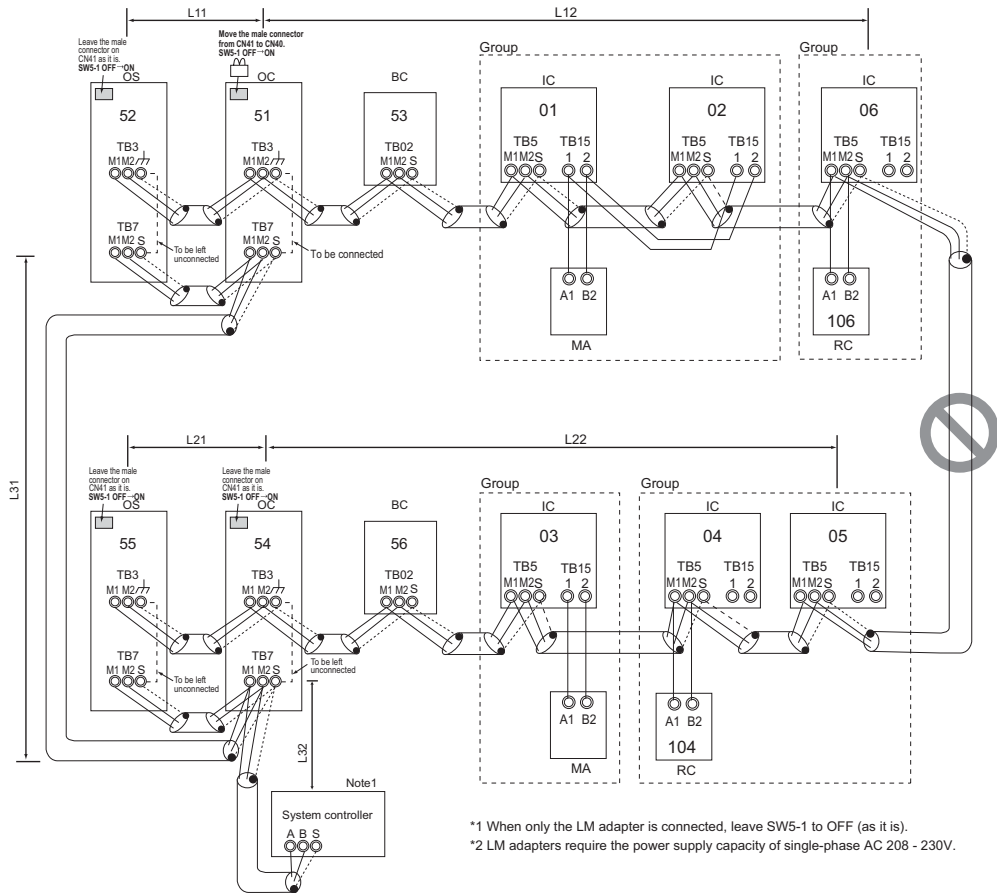 L11
L12
Leave the male
connector on
CN41 as it is.
SW5-1 OFF→ON
OS
52
TB3
M1M2
TB7
M1M2 S
To be left
unconnected
Move the male connector
from CN41 to CN40.
SW5-1 OFF→ON
OC
51
TB3
M1M2
TB7
M1M2 S
To be connected
BC
53
TB02
M1M2 S
Group
IC
01
TB5
M1M2 S
TB15
1 2
IC
02
TB5
M1M2 S
TB15
1 2
A1 B2
MA
Group
IC
06
TB5
M1M2 S
TB15
1 2
A1 B2
106
RC
L31
L21
L22
Leave the male
connector on
CN41 as it is.
SW5-1 OFF→ON
OS
55
TB3
M1 M2
TB7
M1 M2 S
To be left
unconnected
Leave the male
connector on
CN41 as it is.
SW5-1 OFF→ON
OC
54
TB3
M1 M2
TB7
M1 M2 S
To be left
unconnected
BC
56
TB02
M1 M2 S
Group
IC
03
TB5
M1M2 S
TB15
1 2
A1 B2
MA
Group
IC
04
TB5
M1M2 S
TB15
1 2
IC
05
TB5
M1M2 S
TB15
1 2
A1 B2
104
RC
L32
Note1
System controller
A B S
*1 When only the LM adapter is connected, leave SW5-1 to OFF (as it is).
*2 LM adapters require the power supply capacity of single-phase AC 208 - 230V.